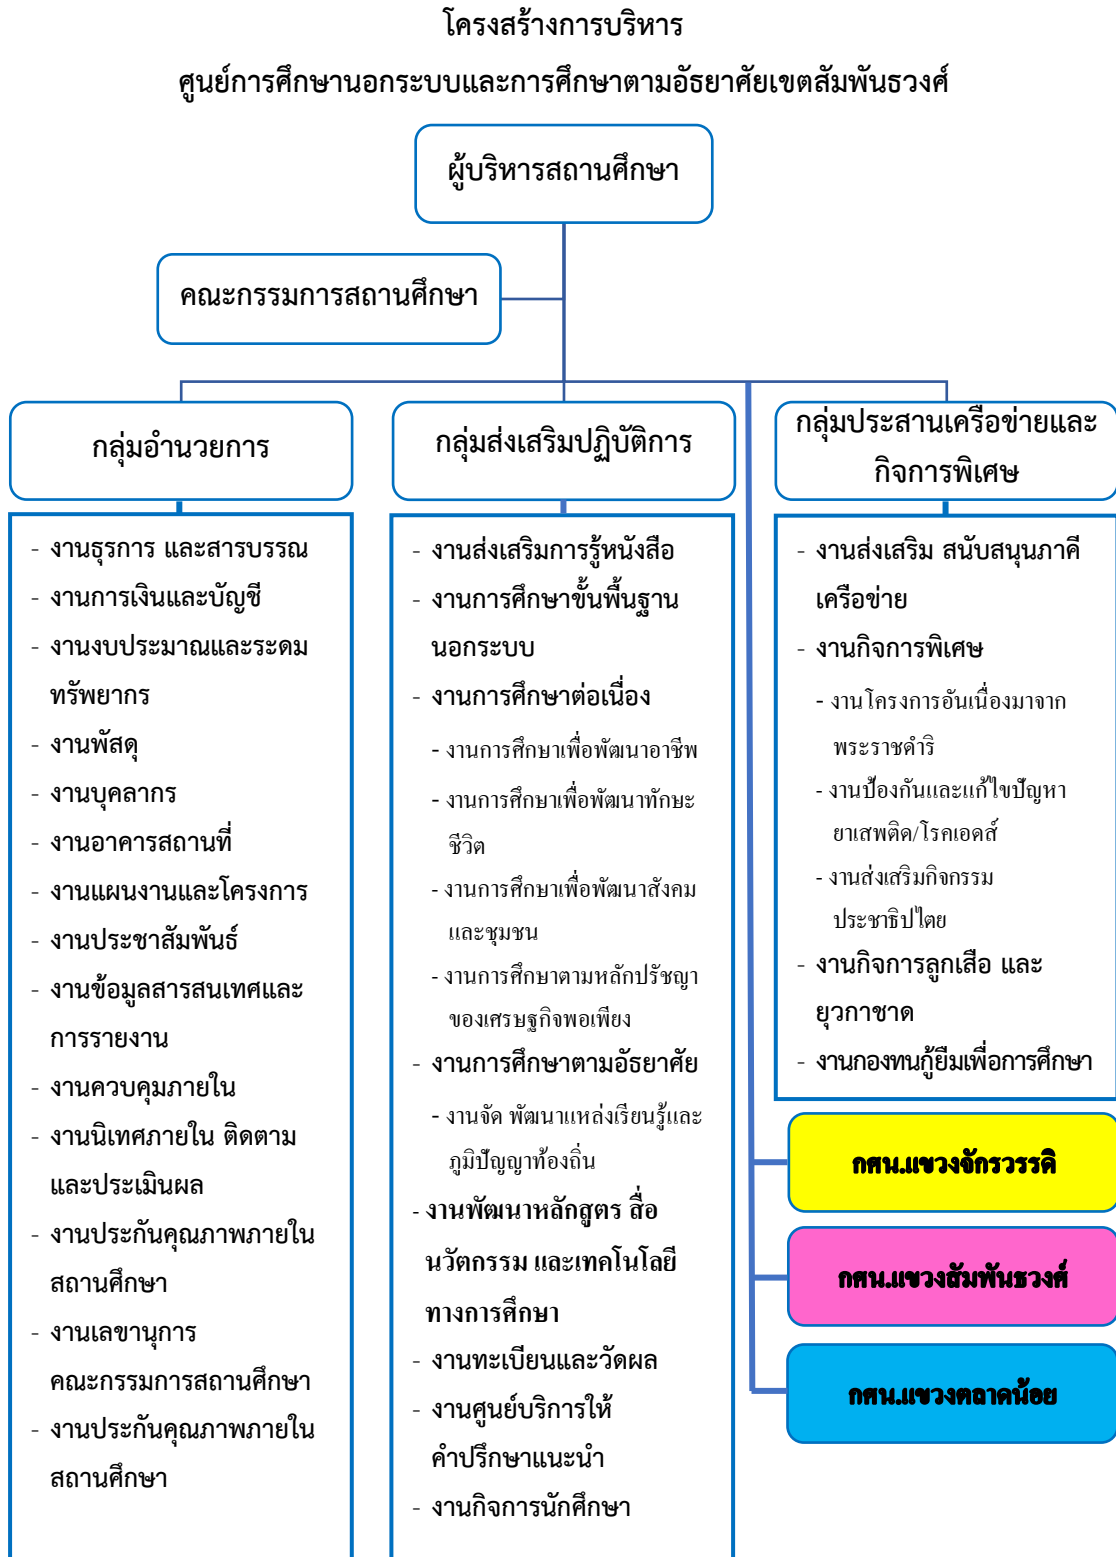 โครงสร้างการบริหาร
ศูนย์การศึกษานอกระบบและการศึกษาตามอัธยาศัยเขตสัมพันธวงศ์
ผู้บริหารสถานศึกษา
คณะกรรมการสถานศึกษา
กลุ่มอำนวยการ
- งานธุรการ และสารบรรณ
- งานการเงินและบัญชี
- งานงบประมาณและระดม
ทรัพยากร
- งานพัสดุ
- งานบุคลากร
- งานอาคารสถานที่
- งานแผนงานและโครงการ
- งานประชาสัมพันธ์
- งานข้อมูลสารสนเทศและ
การรายงาน
- งานควบคุมภายใน
- งานนิเทศภายใน ติดตาม
และประเมินผล
- งานประกันคุณภาพภายใน
สถานศึกษา
- งานเลขานุการ
คณะกรรมการสถานศึกษา
- งานประกันคุณภาพภายใน
สถานศึกษา
กลุ่มส่งเสริมปฏิบัติการ
- งานส่งเสริมการรู้หนังสือ
- งานการศึกษาขั้นพื้นฐาน
นอกระบบ
- งานการศึกษาต่อเนื่อง
- งานการศึกษาเพื่อพัฒนาอาชีพ
- งานการศึกษาเพื่อพัฒนาทักษะ
ชีวิต
- งานการศึกษาเพื่อพัฒนาสังคม
และชุมชน
- งานการศึกษาตามหลักปรัชญา
ของเศรษฐกิจพอเพียง
- งานการศึกษาตามอัธยาศัย
- งานจัด พัฒนาแหล่งเรียนรู้และ
ภูมิปัญญาท้องถิ่น
- งานพัฒนาหลักสูตร สื่อ
นวัตกรรม และเทคโนโลยี
ทางการศึกษา
- งานทะเบียนและวัดผล
- งานศูนย์บริการให้
คำปรึกษาแนะนำ
- งานกิจการนักศึกษา
กลุ่มประสานเครือข่ายและ
กิจการพิเศษ
- งานส่งเสริม สนับสนุนภาคี
เครือข่าย
- งานกิจการพิเศษ
- งานโครงการอันเนื่องมาจาก
พระราชดำริ
- งานป้องกันและแก้ไขปัญหา
ยาเสพติด/โรคเอดส์
- งานส่งเสริมกิจกรรม
ประชาธิปไตย
- งานกิจการลูกเสือ และ
ยุวกาชาด
- งานกองทนกู้ยืมเพื่อการศึกษา
กศน.แขวงจักรวรรดิ
กศน.แขวงสัมพันธวงศ์
กศน.แขวงตลาดน้อย